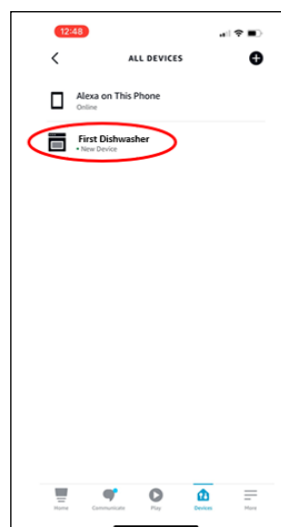 12:48
ALL DEVICES
Alexa on This Phone
Online
First Dishwasher
• New Device
Home Communicate Play Devices More